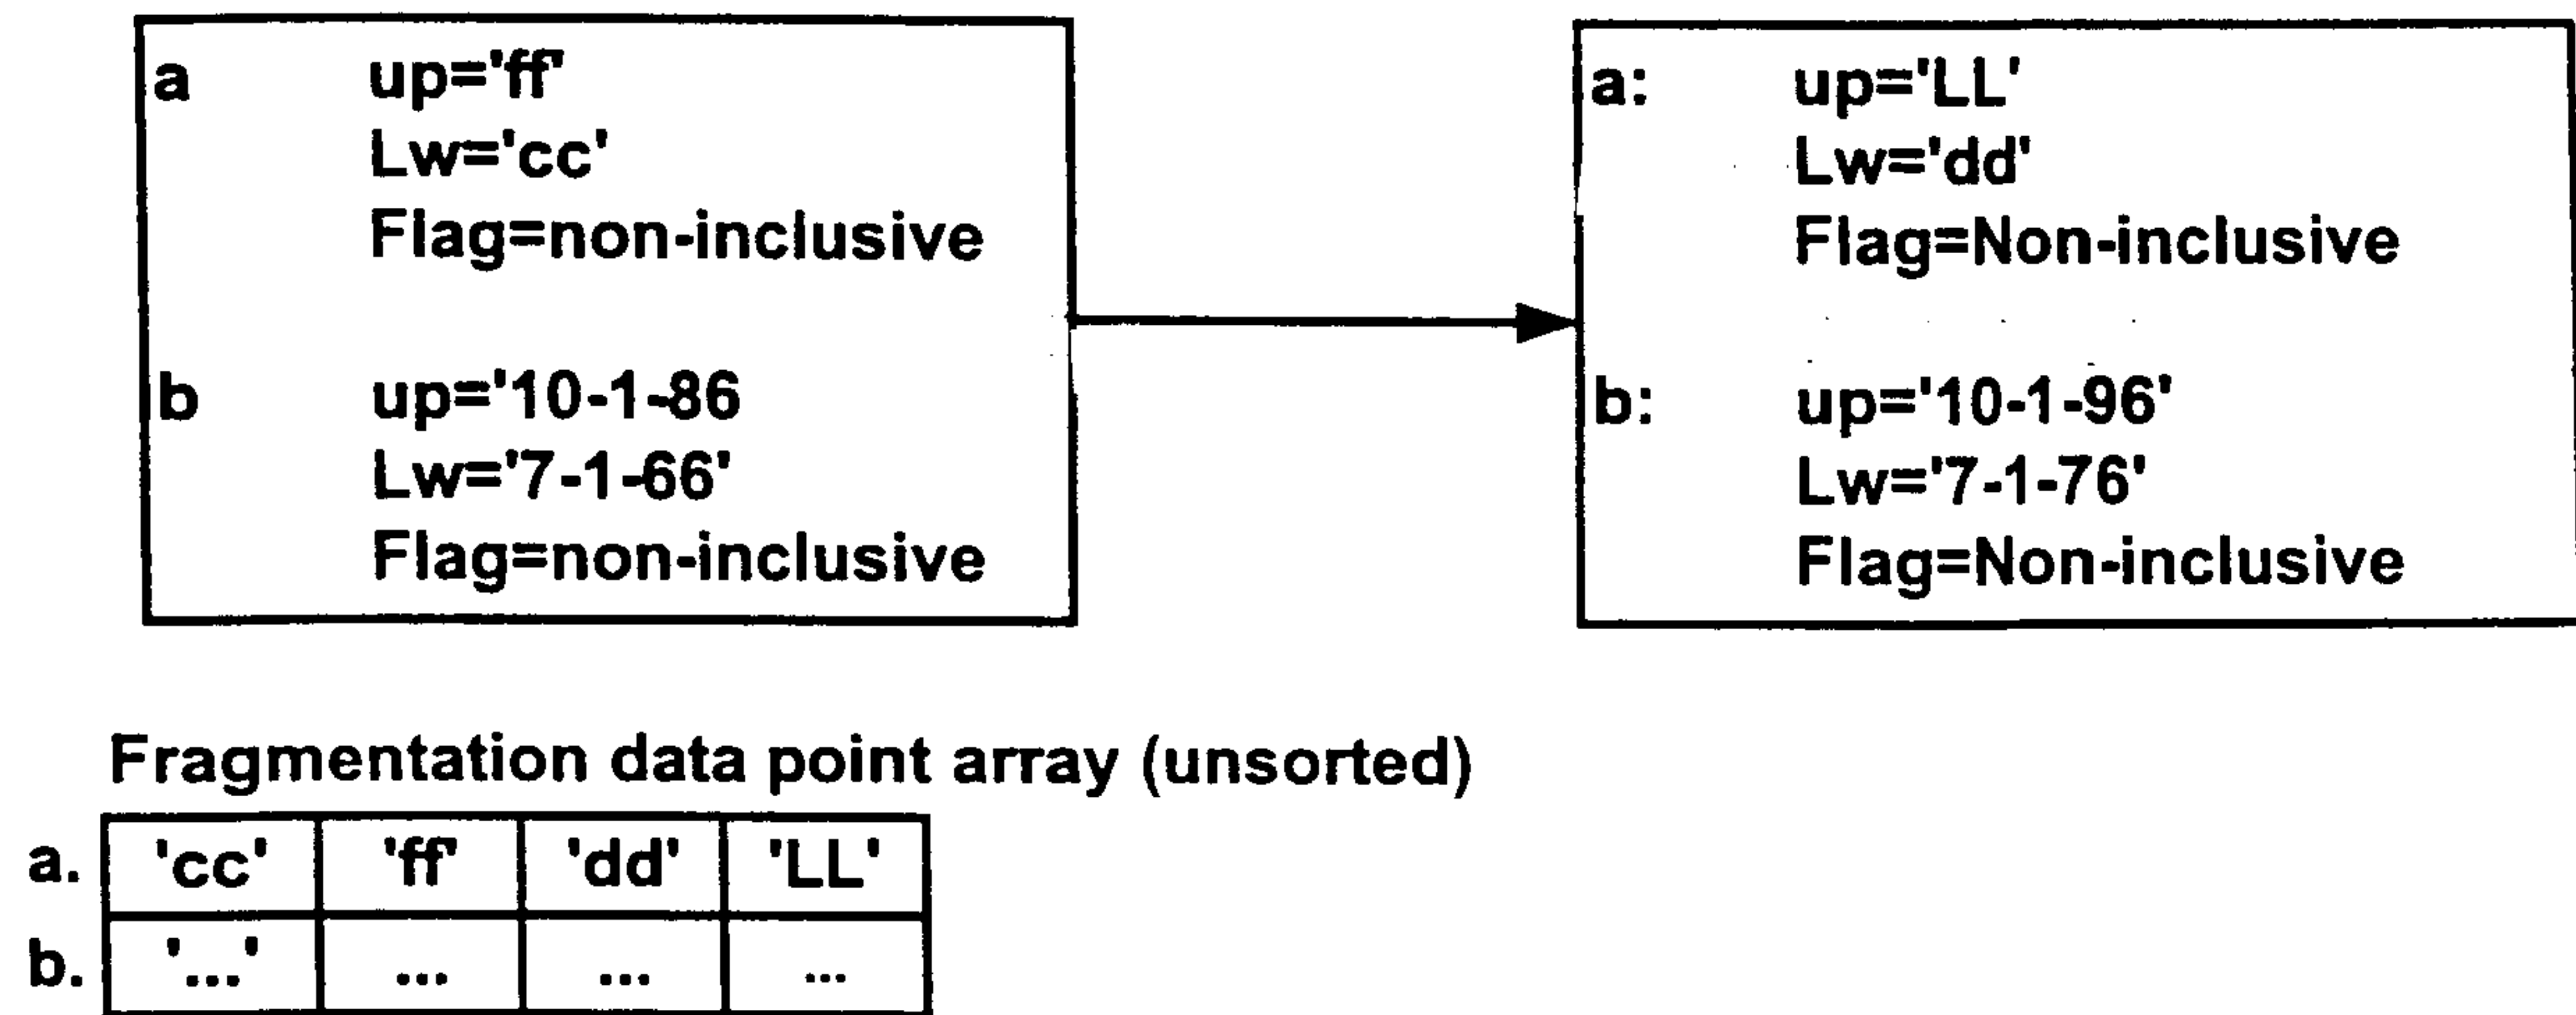 a up='ff'
Lw='cc'
Flag=non-inclusive
b up='10-1-86
Lw='7-1-66'
Flag=non-inclusive
a: up='LL'
Lw='dd'
Flag=Non-inclusive
b: up='10-1-96'
Lw='7-1-76'
Flag=Non-inclusive
Fragmentation data point array (unsorted)
a. 'cc' 'ff' 'dd' 'LL'
b. '...' ... ... ...